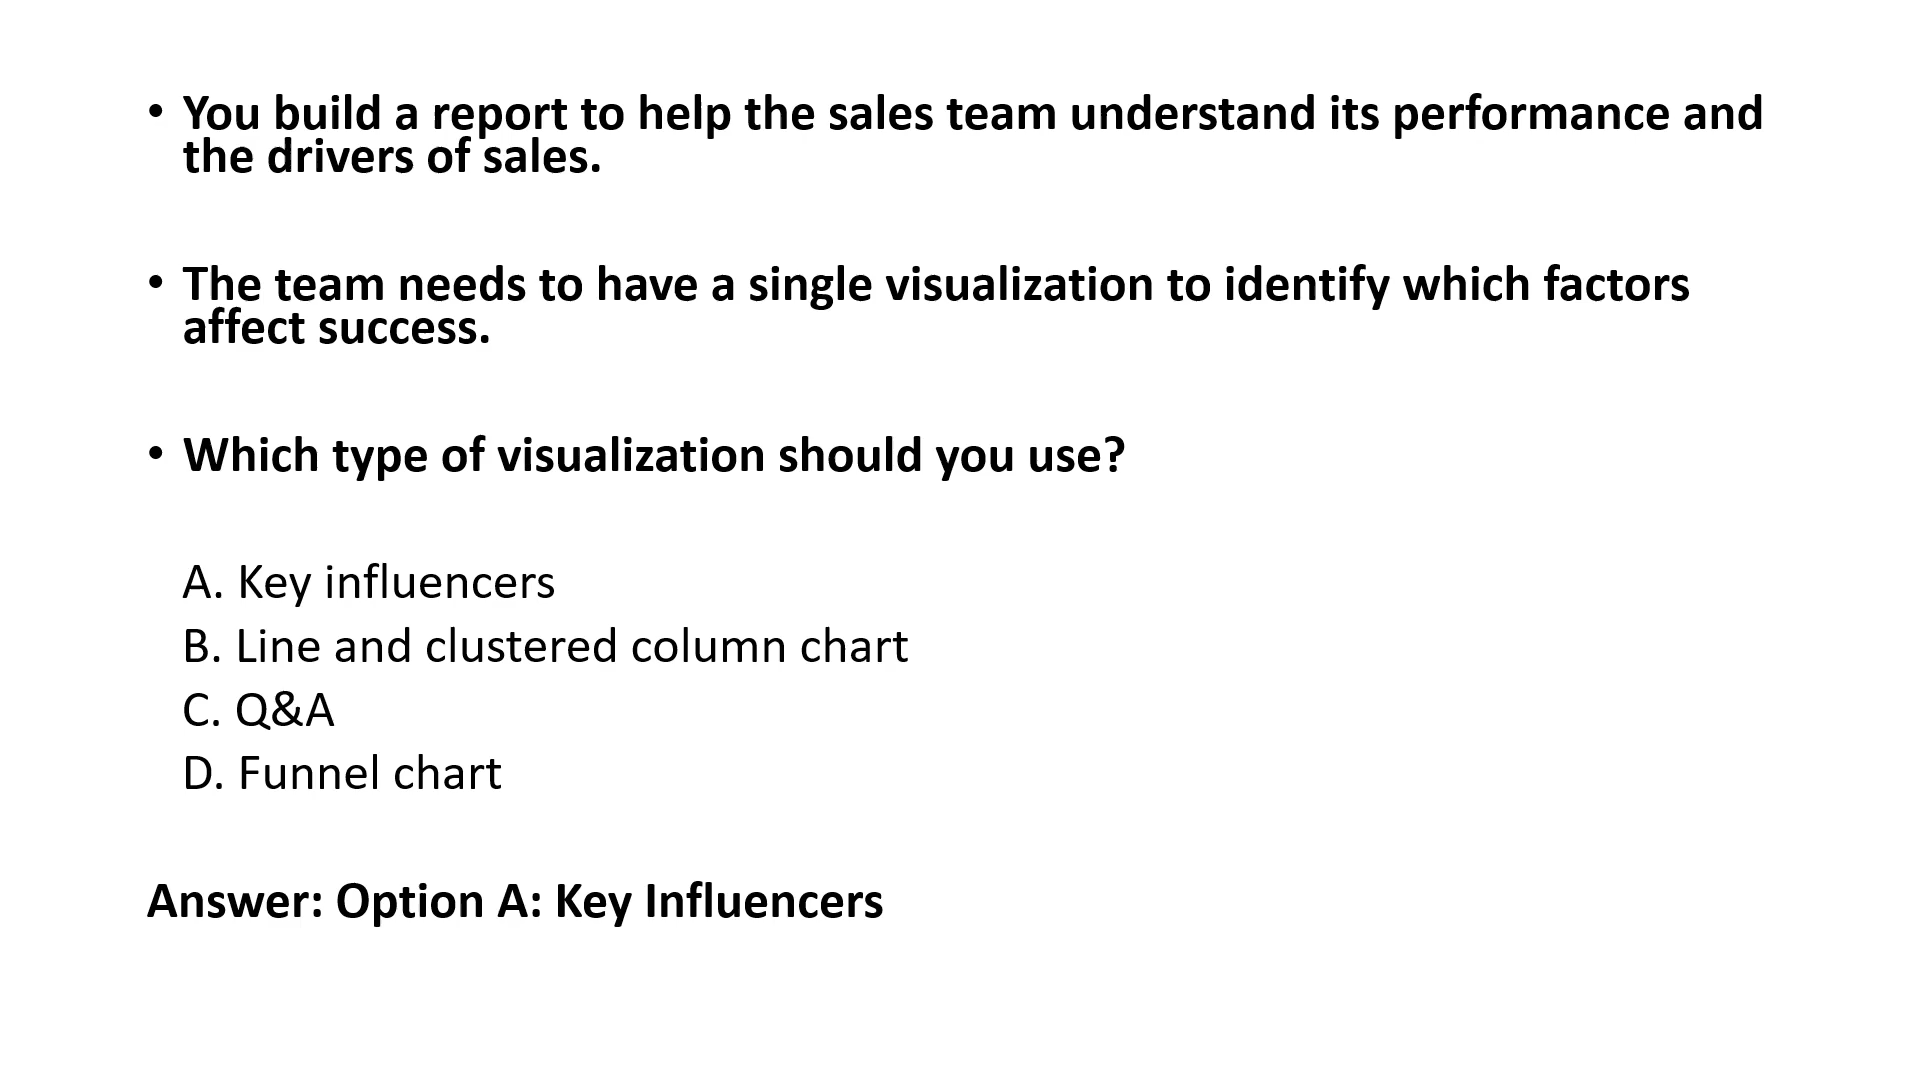 • You build a report to help the sales team understand its performance and
the drivers of sales.
• The team needs to have a single visualization to identify which factors
affect success.
• Which type of visualization should you use?
A. Key influencers
B. Line and clustered column chart
C. Q&A
D. Funnel chart
Answer: Option A: Key Influencers